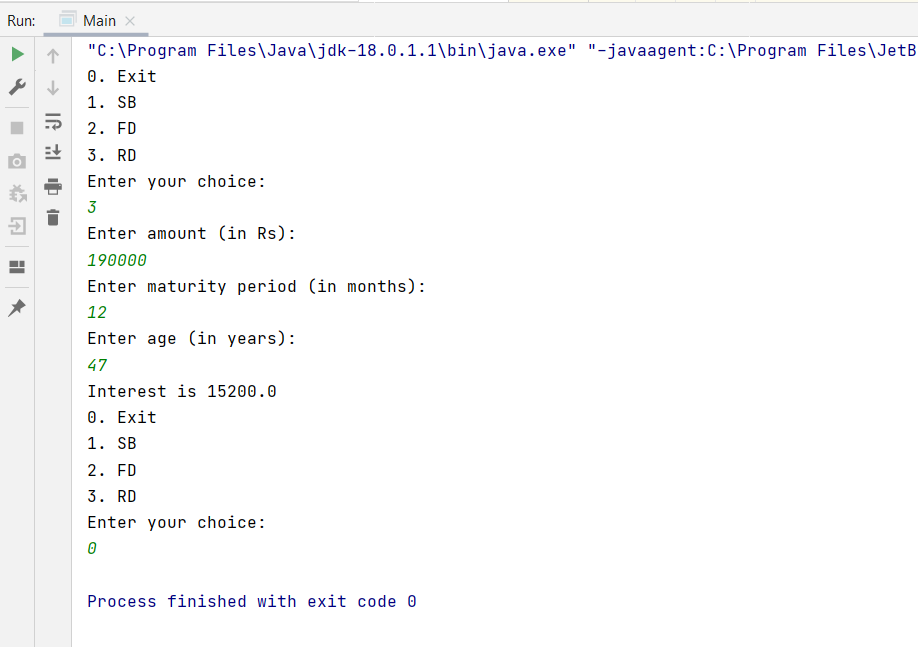 Run: Main
"C:\Program Files\Java\jdk-18.0.1.1\bin\java.exe" "-javaagent:C:\Program Files\JetB
0. Exit
1. SB
2. FD
3. RD
Enter your choice:
3
Enter amount (in Rs):
190000
Enter maturity period (in months):
12
Enter age (in years):
47
Interest is 15200.0
0. Exit
1. SB
2. FD
3. RD
Enter your choice:
0
Process finished with exit code 0